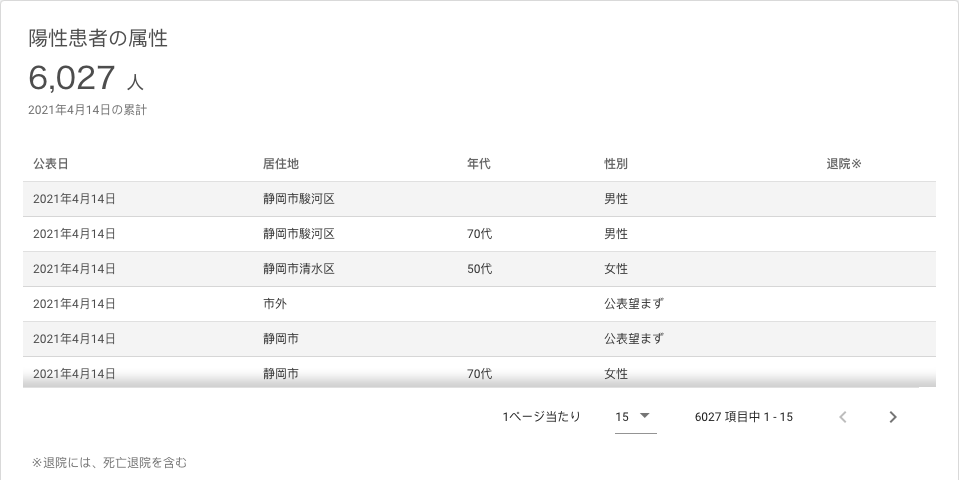 陽性患者の属性
6,027 人
2021年4月14日の累計
公表日 居住地 年代 性別 退院※
2021年4月14日 静岡市駿河区 男性
2021年4月14日 静岡市駿河区 70代 男性
2021年4月14日 静岡市清水区 50代 女性
2021年4月14日 市外 公表望まず
2021年4月14日 静岡市 公表望まず
2021年4月14日 静岡市 70代 女性
1ページ当たり 15 6027 項目中 1 - 15
※退院には、死亡退院を含む